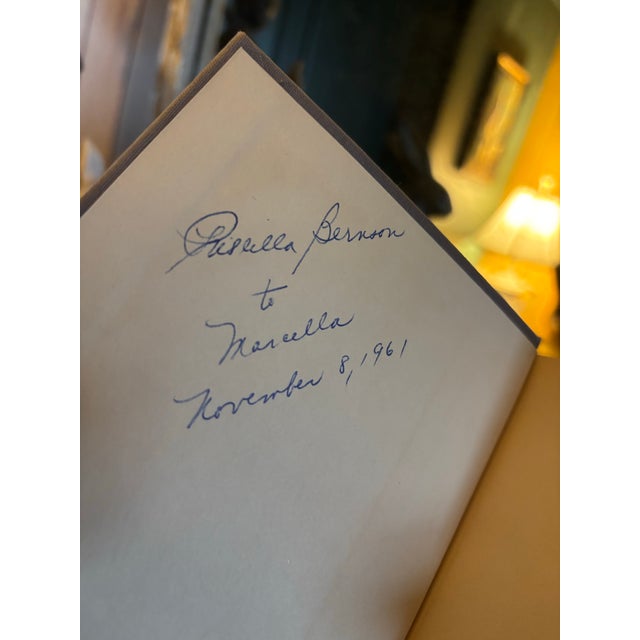 Priscilla Bernson
to
Marcella
November 8, 1961